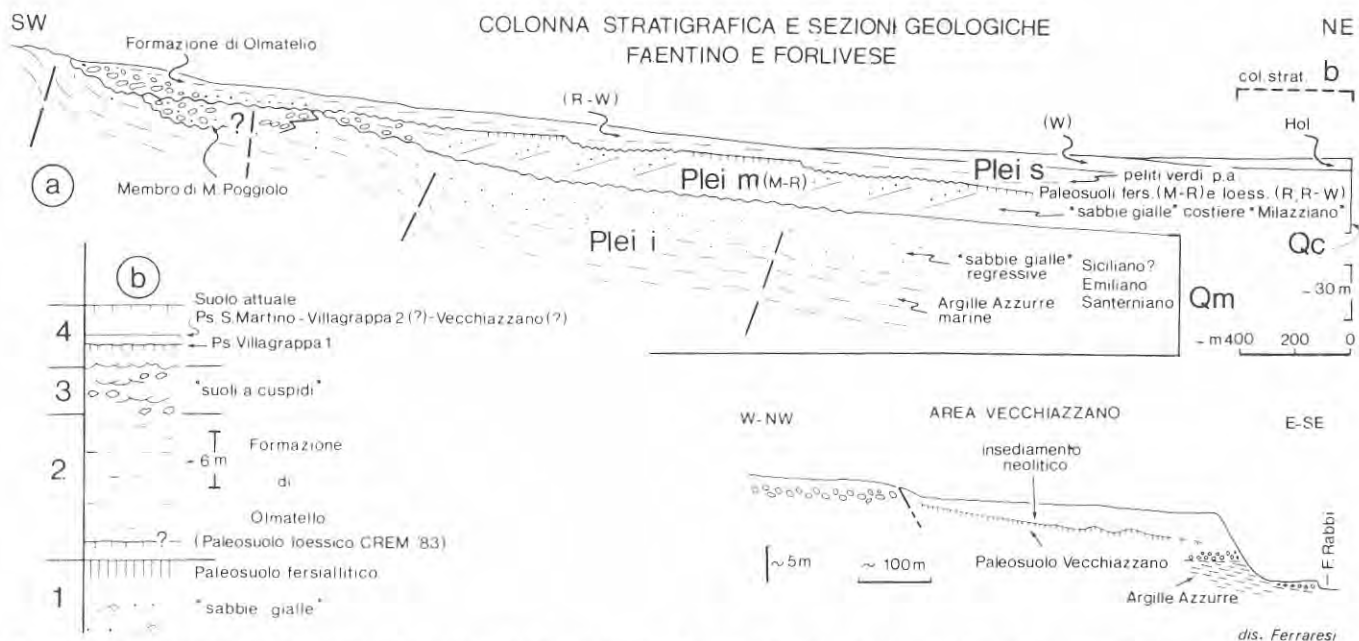 COLONNA STRATIGRAFICA E SEZIONI GEOLOGICHE
FAENTINO E FORLIVESE
SW
NE
Formazione di Olmatello
col. strat. b
(R-W)
(W)
Hol
?
a
Membro di M. Poggiolo
Plei s
peliti verdi p.a.
Plei m (M-R)
Paleosuoli fers. (M-R) e loess. (R, R-W)
"sabbie gialle" costiere "Milazziano"
Plei i
Qc
"sabbie gialle"
regressive
Siciliano?
Emiliano
Santerniano
Argille Azzurre
marine
Qm
~30 m
~ m 400 200 0
b
Suolo attuale
Ps. S. Martino - Villagrappa 2 (?) - Vecchiazzano (?)
4
Ps Villagrappa 1
3
"suoli a cuspidi"
2
~6 m
Formazione
di
Olmatello
?
(Paleosuolo loessico CREM '83)
Paleosuolo fersiallitico
1
"sabbie gialle"
W-NW
AREA VECCHIAZZANO
E-SE
insediamento
neolitico
~5 m
~ 100 m
Paleosuolo Vecchiazzano
Argille Azzurre
F. Rabbi
dis. Ferraresi